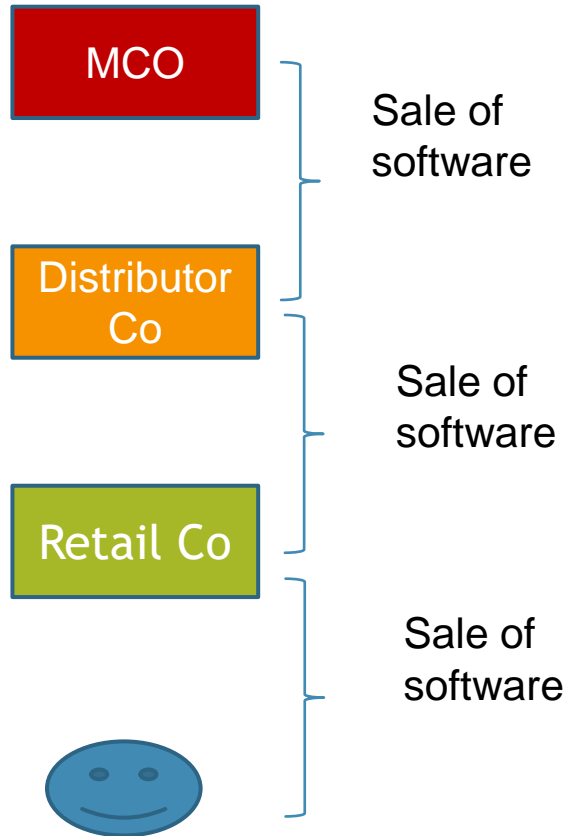 MCO
Sale of
software
Distributor
Co
Sale of
software
Retail Co
Sale of
software